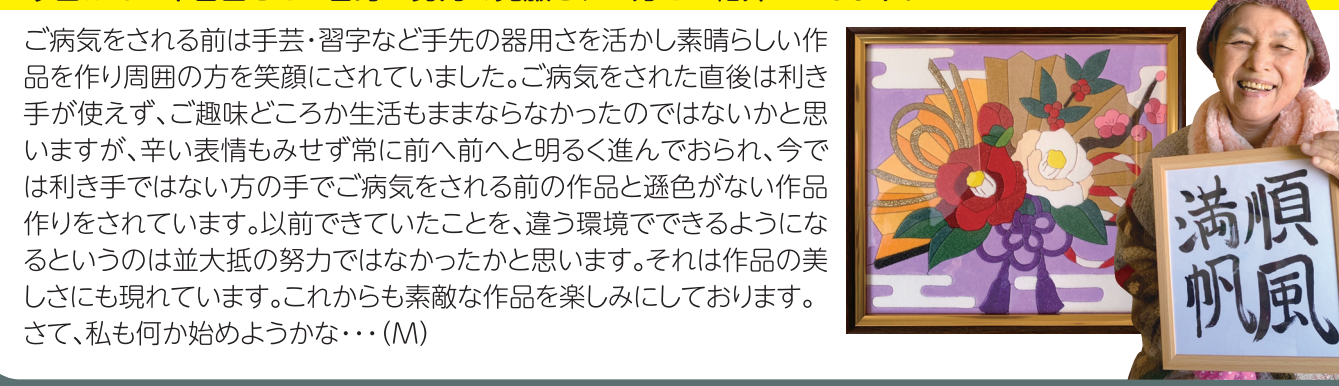 ご病気をされる前は手芸・習字など手先の器用さを活かし素晴らしい作
品を作り周囲の方を笑顔にされていました。ご病気をされた直後は利き
手が使えず、ご趣味どころか生活もままならなかったのではないかと思
いますが、辛い表情もみせず常に前へ前へと明るく進んでおられ、今で
は利き手ではない方の手でご病気をされる前の作品と遜色がない作品
作りをされています。以前できていたことを、違う環境でできるようにな
るというのは並大抵の努力ではなかったかと思います。それは作品の美
しさにも現れています。これからも素敵な作品を楽しみにしております。
さて、私も何か始めようかな・・・（M）
順風
満帆